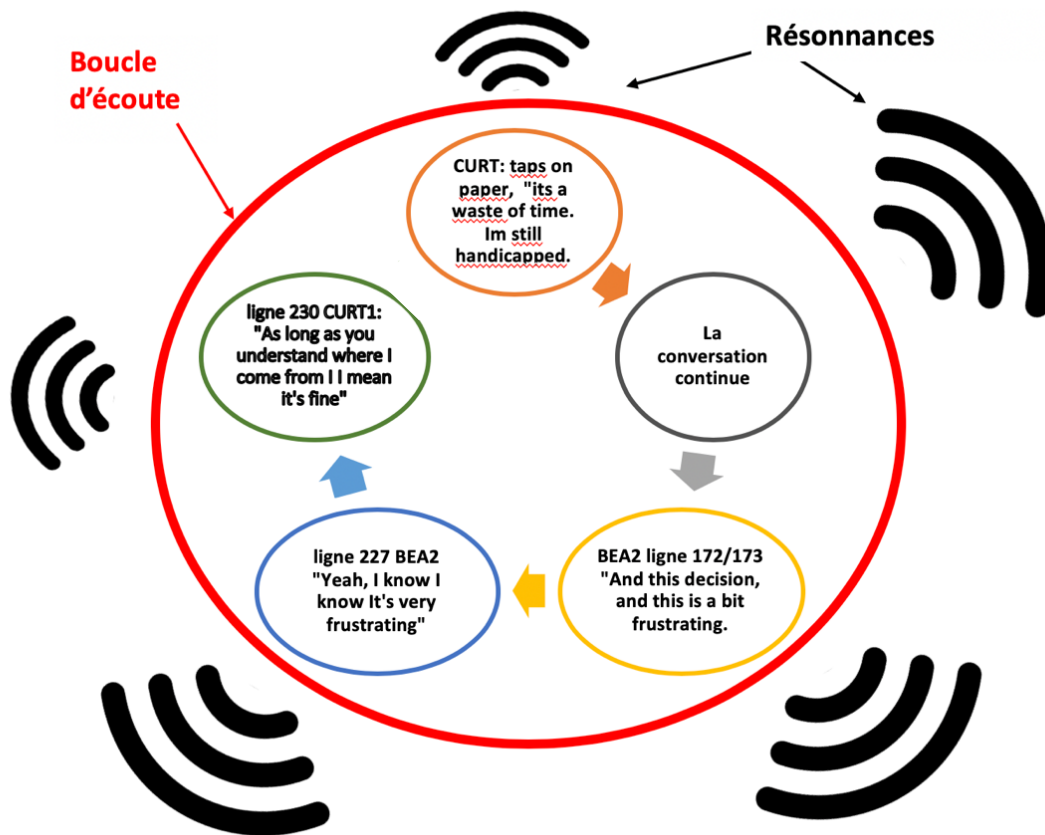 Résonnances
Boucle
d'écoute
CURT: taps on
paper, "its a
waste of time.
Im still
handicapped.
La
conversation
continue
BEA2 ligne 172/173
"And this decision,
and this is a bit
frustrating.
ligne 227 BEA2
"Yeah, I know I
know It's very
frustrating"
ligne 230 CURT1:
"As long as you
understand where I
come from I I mean
it's fine"